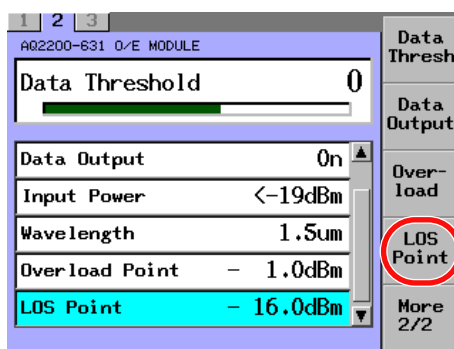 1 2 3
AQ2200-631 O/E MODULE
Data Threshold 0
Data Output On
Input Power <-19dBm
Wavelength 1.5um
Overload Point - 1.0dBm
LOS Point - 16.0dBm
Data
Thresh
Data
Output
Over-
load
LOS
Point
More
2/2